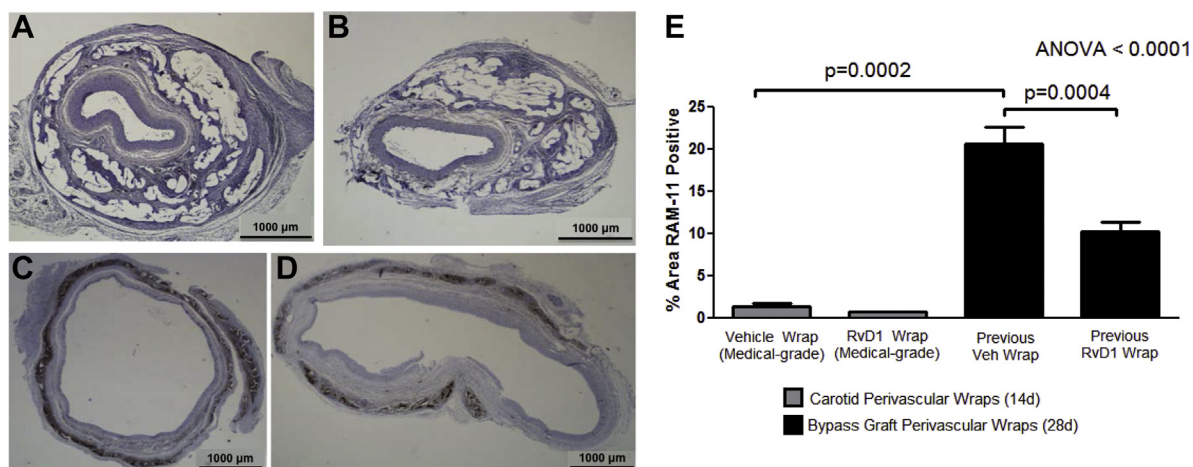 A
B
1000 µm
1000 µm
C
D
1000 µm
1000 µm
E
ANOVA < 0.0001
p=0.0002
p=0.0004
% Area RAM-11 Positive
25
20
15
10
5
0
Vehicle Wrap
(Medical-grade)
RvD1 Wrap
(Medical-grade)
Previous
Veh Wrap
Previous
RvD1 Wrap
Carotid Perivascular Wraps (14d)
Bypass Graft Perivascular Wraps (28d)